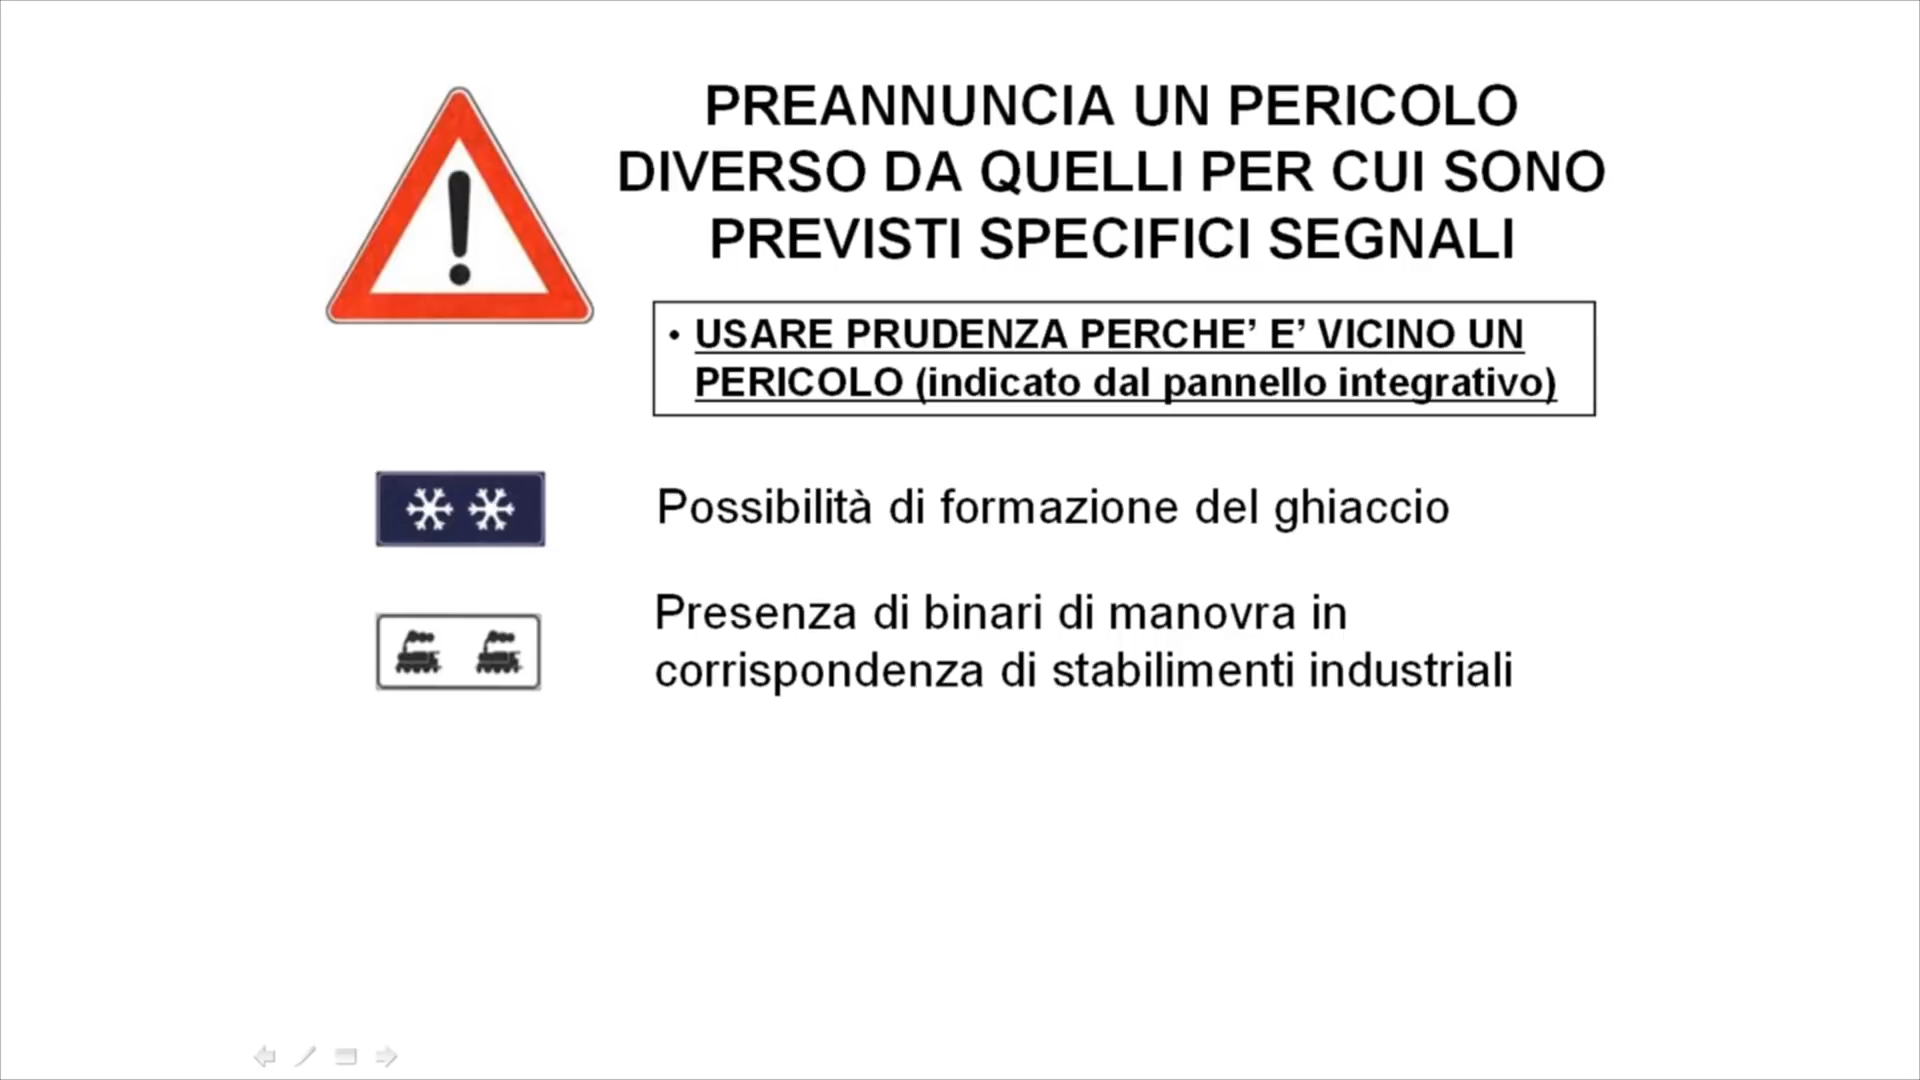 PREANNUNCIA UN PERICOLO
DIVERSO DA QUELLI PER CUI SONO
PREVISTI SPECIFICI SEGNALI
• USARE PRUDENZA PERCHE’ E’ VICINO UN
PERICOLO (indicato dal pannello integrativo)
Possibilità di formazione del ghiaccio
Presenza di binari di manovra in
corrispondenza di stabilimenti industriali